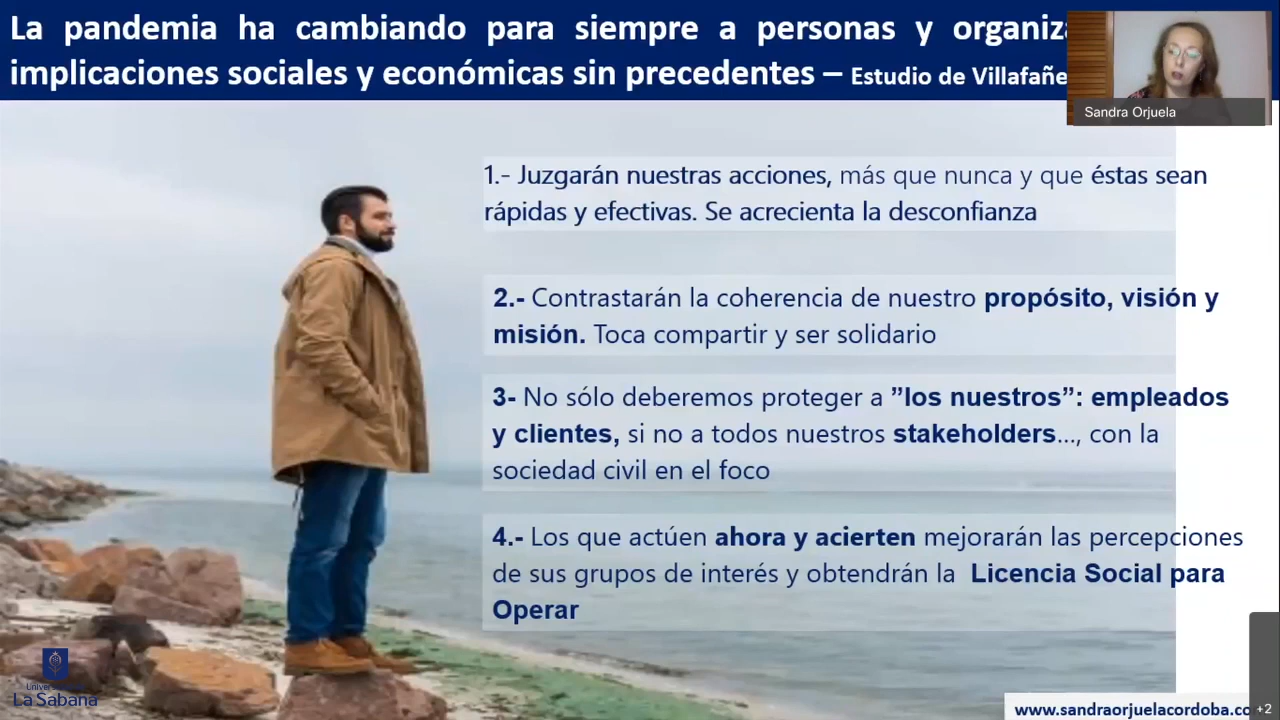 La pandemia ha cambiando para siempre a personas y organiza
implicaciones sociales y económicas sin precedentes – Estudio de Villafañe
Sandra Orjuela
1.- Juzgarán nuestras acciones, más que nunca y que éstas sean
rápidas y efectivas. Se acrecienta la desconfianza
2.- Contrastarán la coherencia de nuestro propósito, visión y
misión. Toca compartir y ser solidario
3- No sólo deberemos proteger a ”los nuestros”: empleados
y clientes, si no a todos nuestros stakeholders…, con la
sociedad civil en el foco
4.- Los que actúen ahora y acierten mejorarán las percepciones
de sus grupos de interés y obtendrán la Licencia Social para
Operar
La Sabana
www.sandraorjuelacordoba.co
+2